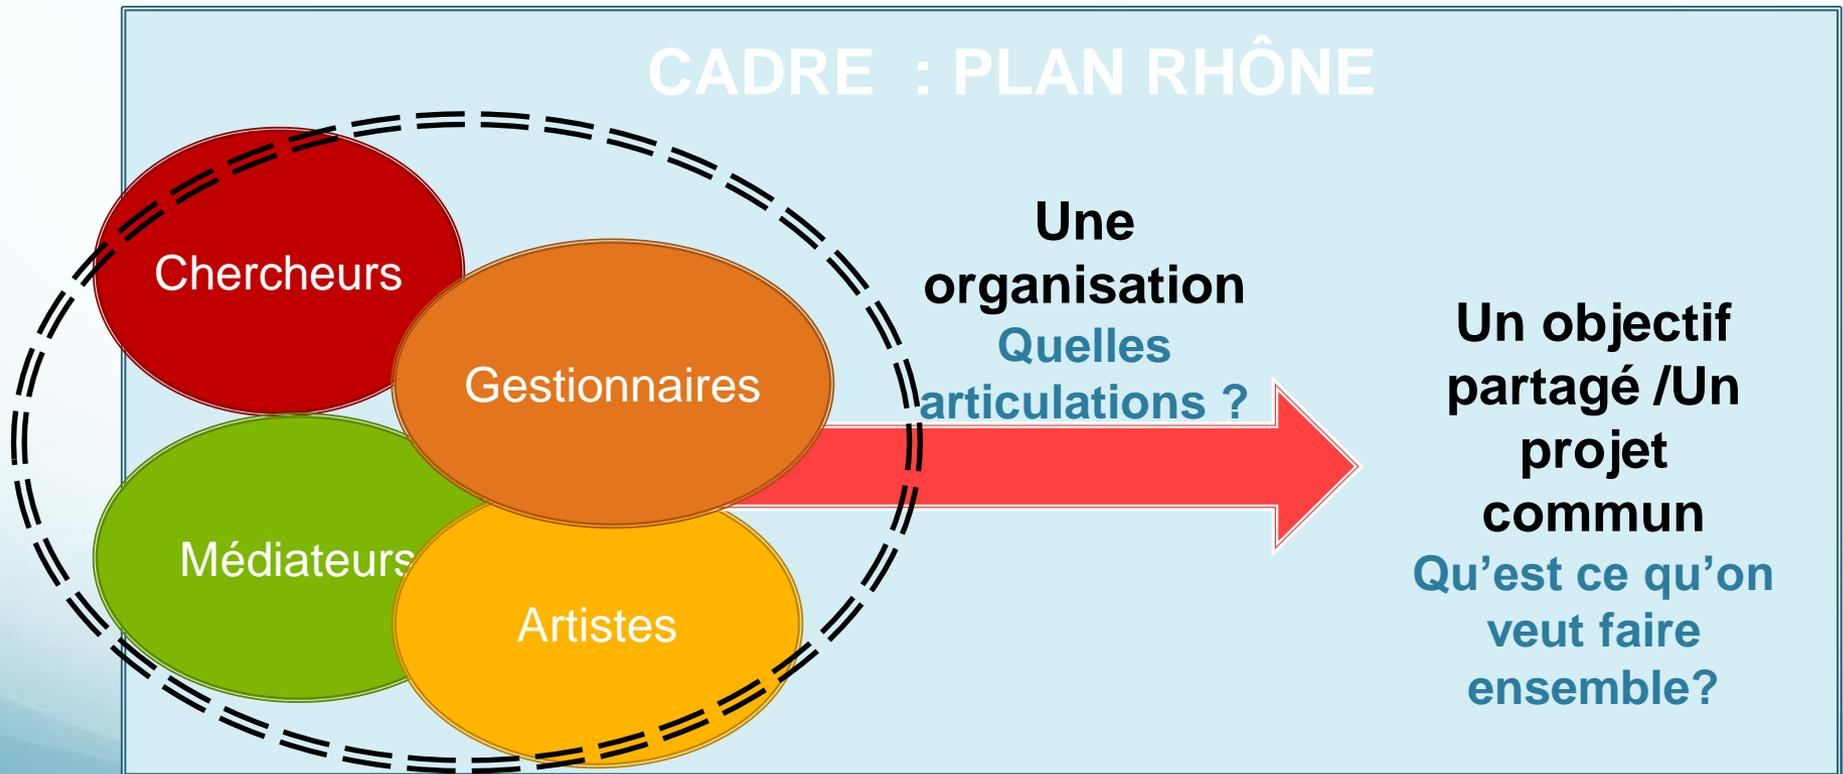 CADRE : PLAN RHÔNE
Chercheurs
Gestionnaires
Médiateurs
Artistes
Une
organisation
Quelles
articulations ?
Un objectif
partagé /Un
projet
commun
Qu’est ce qu’on
veut faire
ensemble?